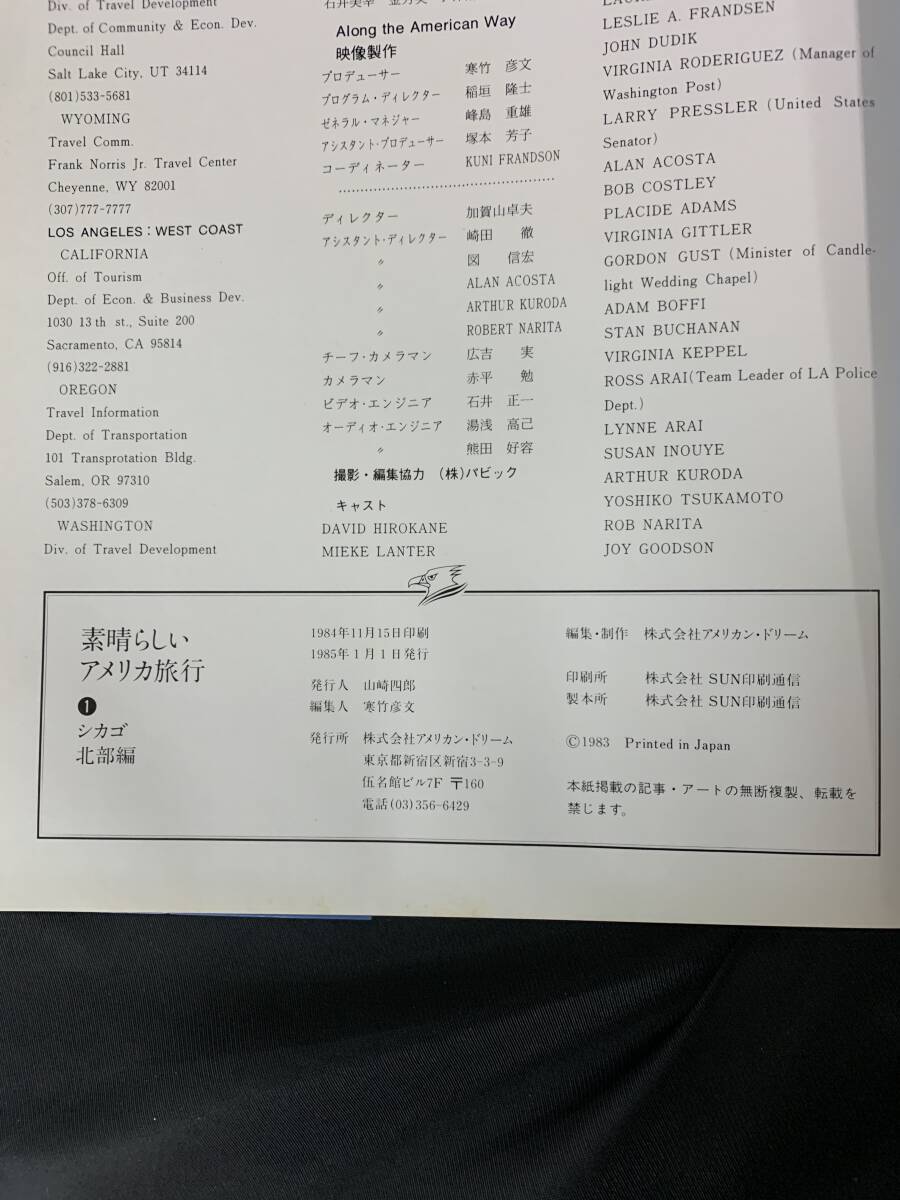 Div. of Travel Development
Dept. of Community & Econ. Dev.
Council Hall
Salt Lake City, UT 34114
(801)533-5681
WYOMING
Travel Comm.
Frank Norris Jr. Travel Center
Cheyenne, WY 82001
(307)777-7777
LOS ANGELES: WEST COAST
CALIFORNIA
Off. of Tourism
Dept. of Econ. & Business Dev.
1030 13th st., Suite 200
Sacramento, CA 95814
(916)322-2881
OREGON
Travel Information
Dept. of Transportation
101 Transprotation Bldg.
Salem, OR 97310
(503)378-6309
WASHINGTON
Div. of Travel Development
Along the American Way
映像製作
プロデューサー 寒竹 彦文
プログラム・ディレクター 稲垣 隆士
ゼネラル・マネジャー 峰島 重雄
アシスタント・プロデューサー 塚本 芳子
コーディネーター KUNI FRANDSON
ディレクター 加賀山卓夫
アシスタント・ディレクター 崎田 徹
〃 図 信宏
〃 ALAN ACOSTA
〃 ARTHUR KURODA
〃 ROBERT NARITA
チーフ・カメラマン 広吉 実
カメラマン 赤平 勉
ビデオ・エンジニア 石井 正一
オーディオ・エンジニア 湯浅 高己
〃 熊田 好容
撮影・編集協力 (株)バビック
キャスト
DAVID HIROKANE
MIEKE LANTER
LESLIE A. FRANDSEN
JOHN DUDIK
VIRGINIA RODERIGUEZ (Manager of
Washington Post)
LARRY PRESSLER (United States
Senator)
ALAN ACOSTA
BOB COSTLEY
PLACIDE ADAMS
VIRGINIA GITTLER
GORDON GUST (Minister of Candle-
light Wedding Chapel)
ADAM BOFFI
STAN BUCHANAN
VIRGINIA KEPPEL
ROSS ARAI(Team Leader of LA Police
Dept.)
LYNNE ARAI
SUSAN INOUYE
ARTHUR KURODA
YOSHIKO TSUKAMOTO
ROB NARITA
JOY GOODSON
素晴らしい
アメリカ旅行
❶
シカゴ
北部編
1984年11月15日印刷
1985年1月1日発行
発行人 山崎四郎
編集人 寒竹彦文
発行所 株式会社アメリカン・ドリーム
東京都新宿区新宿3-3-9
伍名館ビル7F 〒160
電話(03)356-6429
編集・制作 株式会社アメリカン・ドリーム
印刷所 株式会社 SUN印刷通信
製本所 株式会社 SUN印刷通信
©1983 Printed in Japan
本紙掲載の記事・アートの無断複製、転載を
禁じます。